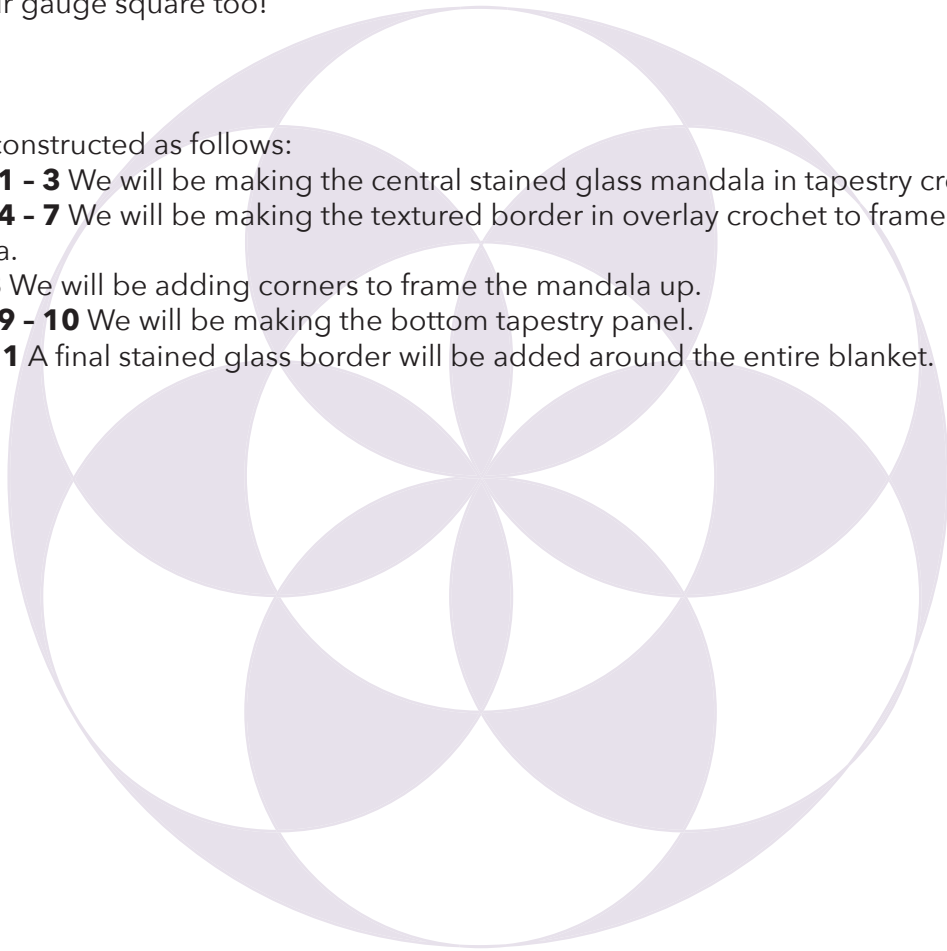 gauge square too!
constructed as follows:
1 – 3 We will be making the central stained glass mandala in tapestry
4 – 7 We will be making the textured border in overlay crochet to frame
a.
We will be adding corners to frame the mandala up.
9 – 10 We will be making the bottom tapestry panel.
1 A final stained glass border will be added around the entire blanket.